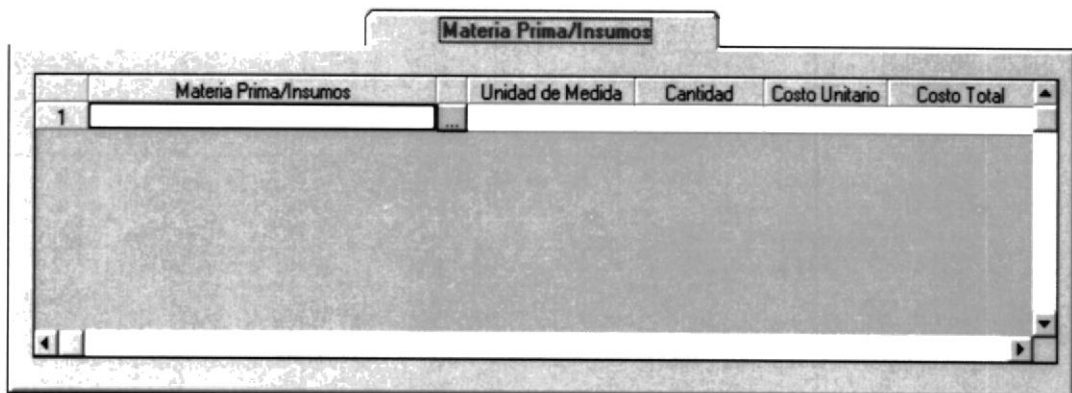 Materia Prima/Insumos
Materia Prima/Insumos Unidad de Medida Cantidad Costo Unitario Costo Total
1 ...